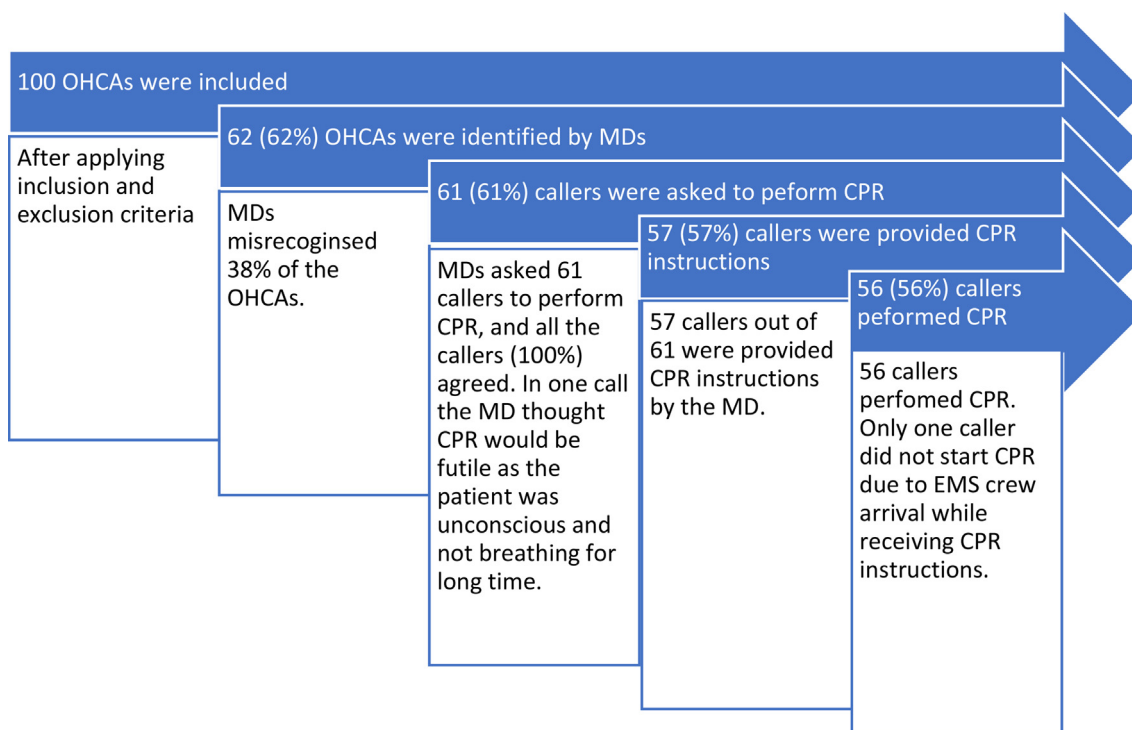 100 OHCAs were included
After applying
inclusion and
exclusion criteria
62 (62%) OHCAs were identified by MDs
MDs
misrecoginsed
38% of the
OHCAs.
61 (61%) callers were asked to peform CPR
MDs asked 61
callers to perform
CPR, and all the
callers (100%)
agreed. In one call
the MD thought
CPR would be
futile as the
patient was
unconscious and
not breathing for
long time.
57 (57%) callers were provided CPR
instructions
57 callers out of
61 were provided
CPR instructions
by the MD.
56 (56%) callers
peformed CPR
56 callers
perfomed CPR.
Only one caller
did not start CPR
due to EMS crew
arrival while
receiving CPR
instructions.